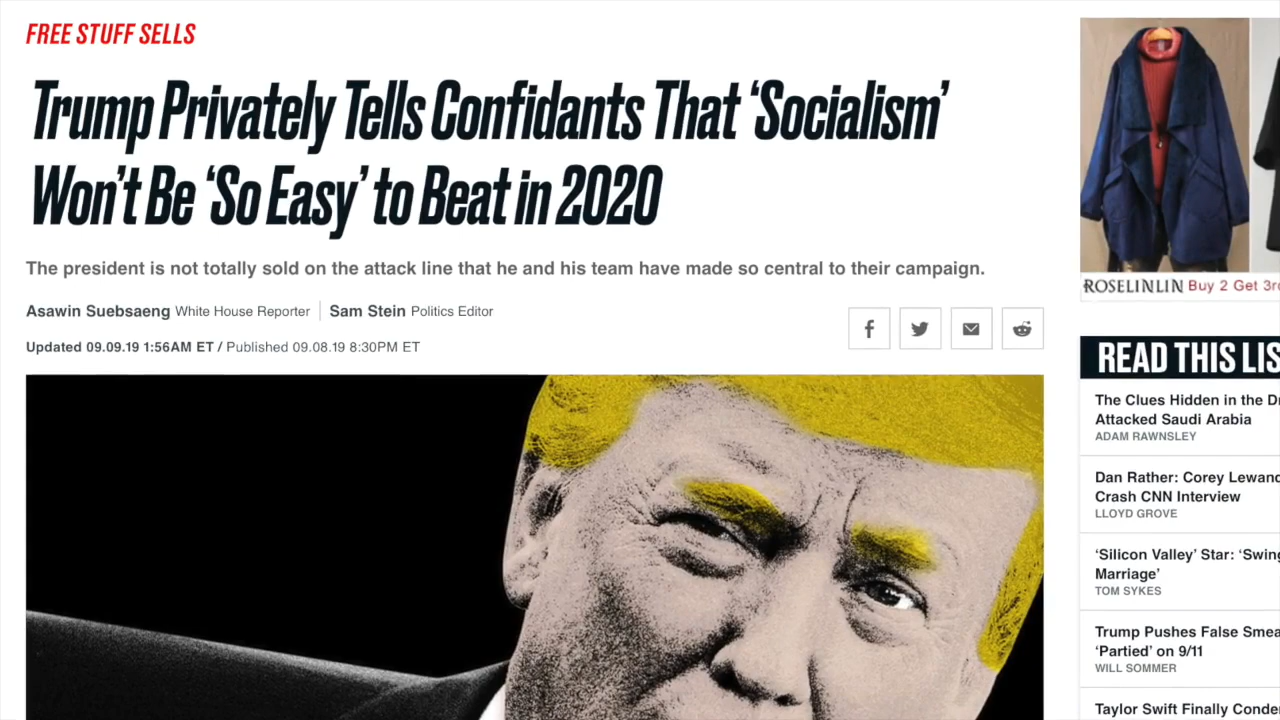 FREE STUFF SELLS
Trump Privately Tells Confidants That ‘Socialism’
Won’t Be ‘So Easy’ to Beat in 2020
The president is not totally sold on the attack line that he and his team have made so central to their campaign.
Asawin Suebsaeng White House Reporter Sam Stein Politics Editor
Updated 09.09.19 1:56AM ET / Published 09.08.19 8:30PM ET
ROSELINLIN Buy 2 Get
READ THIS
The Clues Hidden in the
Attacked Saudi Arabia
ADAM RAWNSLEY
Dan Rather: Corey
Crash CNN Interview
LLOYD GROVE
‘Silicon Valley’ Star:
Marriage’
TOM SYKES
Trump Pushes False
‘Partied’ on 9/11
WILL SOMMER
Taylor Swift Finally